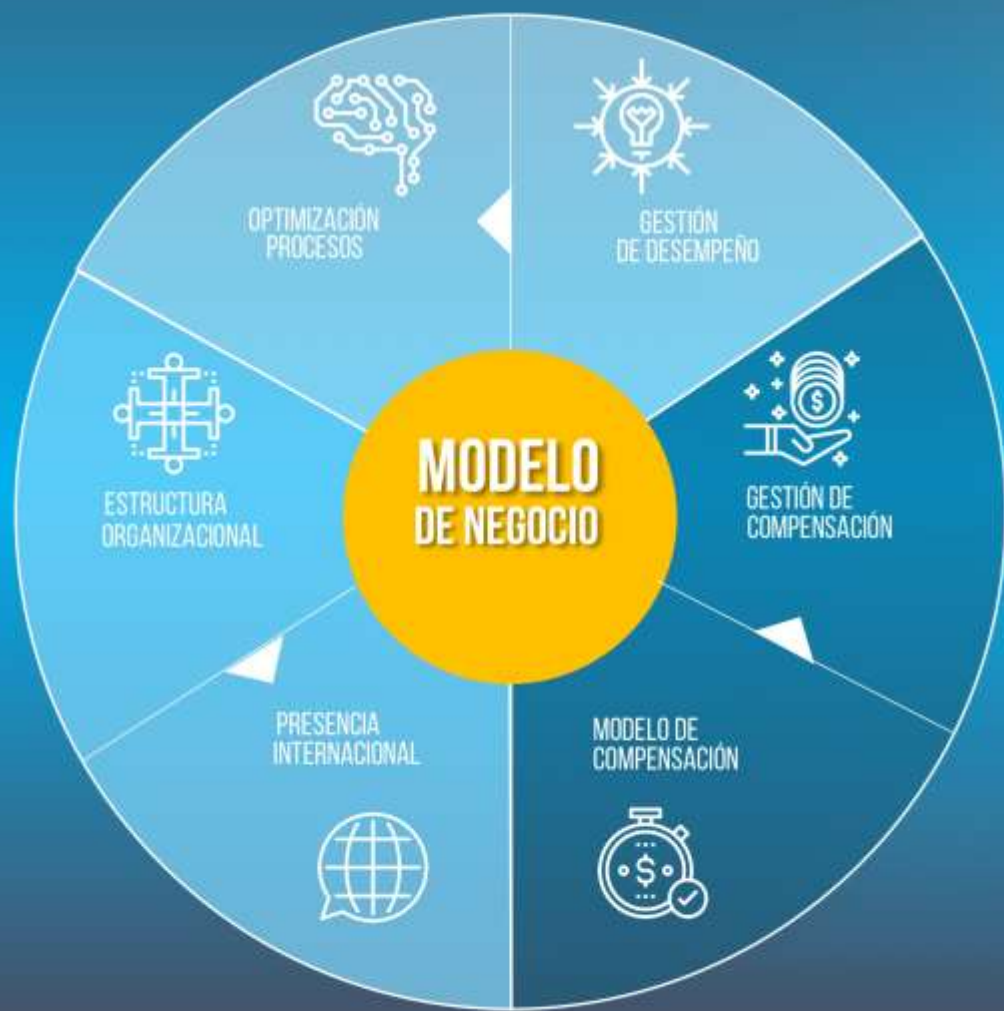 OPTIMIZACIÓN
PROCESOS
GESTIÓN
DE DESEMPEÑO
ESTRUCTURA
ORGANIZACIONAL
MODELO
DE NEGOCIO
GESTIÓN DE
COMPENSACIÓN
PRESENCIA
INTERNACIONAL
MODELO DE
COMPENSACIÓN